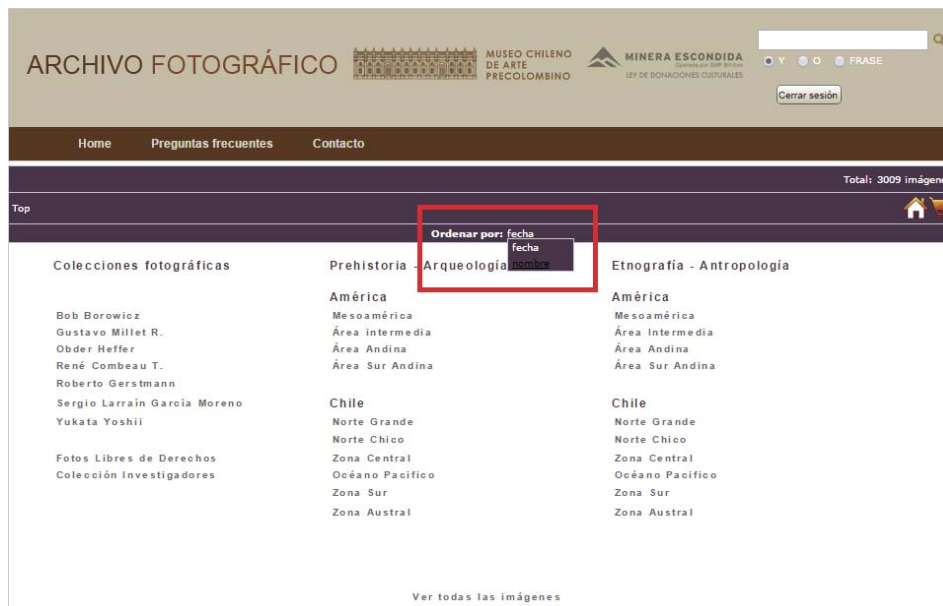 ARCHIVO FOTOGRÁFICO
MUSEO CHILENO
DE ARTE
PRECOLOMBINO
MINERA ESCONDIDA
LEY DE DONACIONES CULTURALES
Y O FRASE
Cerrar sesión
Home Preguntas frecuentes Contacto
Total: 3009 imágene
Top
Ordenar por: fecha
fecha
nombre
Colecciones fotográficas
Bob Borowicz
Gustavo Millet R.
Obder Heffer
René Combeau T.
Roberto Gerstmann
Sergio Larraín García Moreno
Yukata Yoshii
Fotos Libres de Derechos
Colección Investigadores
Prehistoria - Arqueología
América
Mesoamérica
Área intermedia
Área Andina
Área Sur Andina
Chile
Norte Grande
Norte Chico
Zona Central
Océano Pacífico
Zona Sur
Zona Austral
Etnografía - Antropología
América
Mesoamérica
Área Intermedia
Área Andina
Área Sur Andina
Chile
Norte Grande
Norte Chico
Zona Central
Océano Pacífico
Zona Sur
Zona Austral
Ver todas las imágenes